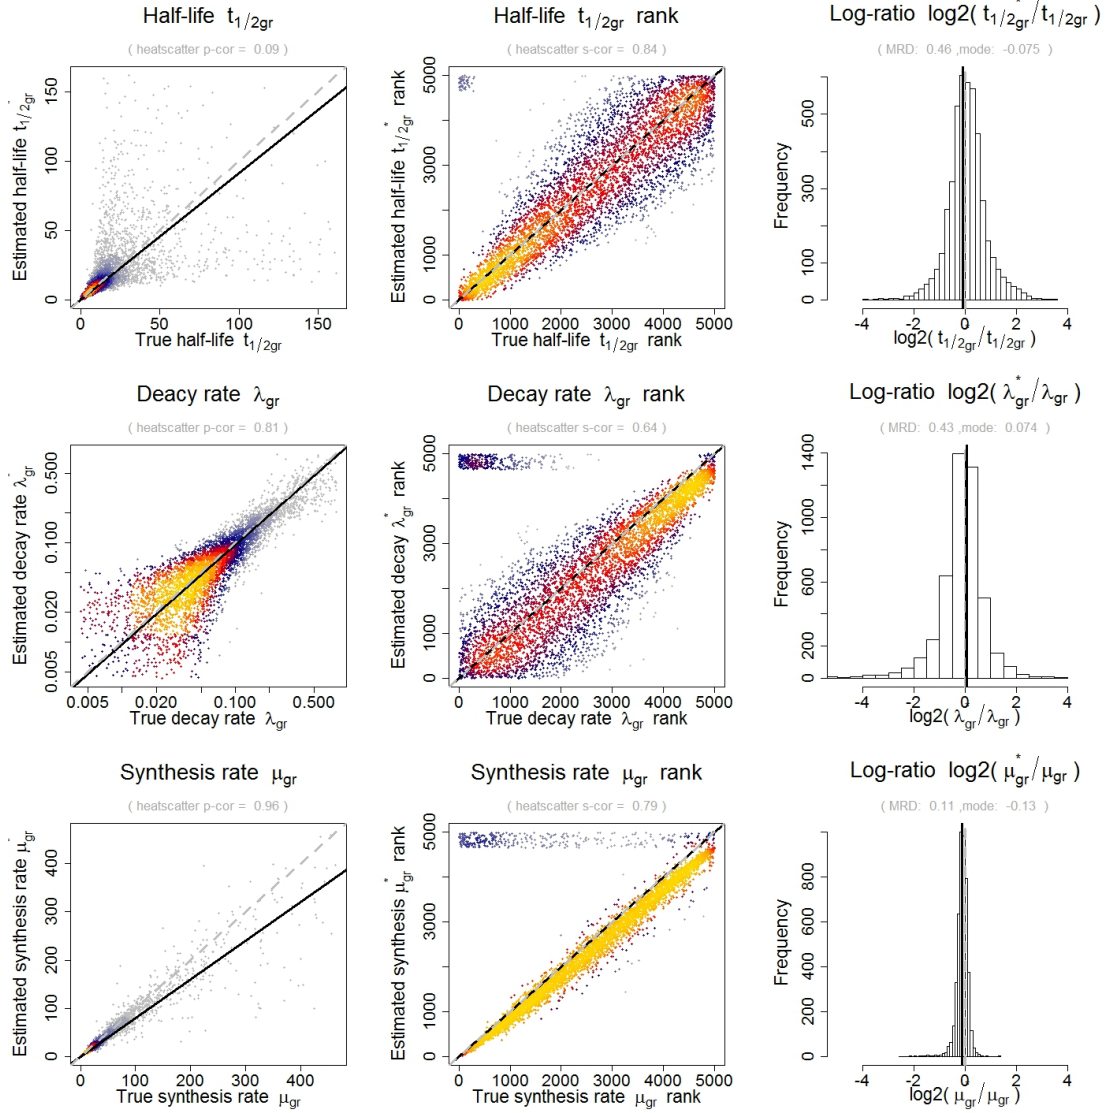 Half-life t1/2gr
( heatscatter p-cor = 0.09 )
Estimated half-life t*1/2gr
150
100
50
0
0 50 100 150
True half-life t1/2gr
Half-life t1/2gr rank
( heatscatter s-cor = 0.84 )
Estimated half-life t*1/2gr rank
5000
3000
1000
0
0 1000 2000 3000 4000 5000
True half-life t1/2gr rank
Log-ratio log2( t*1/2gr/t1/2gr )
( MRD: 0.46 ,mode: -0.075 )
Frequency
500
300
100
0
-4 -2 0 2 4
log2( t1/2gr/t1/2gr )
Deacy rate λgr
( heatscatter p-cor = 0.81 )
Estimated decay rate λ*gr
0.500
0.100
0.020
0.005
0.005 0.020 0.100 0.500
True decay rate λgr
Decay rate λgr rank
( heatscatter s-cor = 0.64 )
Estimated decay λ*gr rank
5000
3000
1000
0
0 1000 2000 3000 4000 5000
True decay rate λgr rank
Log-ratio log2( λ*gr/λgr )
( MRD: 0.43 ,mode: 0.074 )
Frequency
1400
1000
600
200
0
-4 -2 0 2 4
log2( λgr/λgr )
Synthesis rate μgr
( heatscatter p-cor = 0.96 )
Estimated synthesis rate μ*gr
400
300
200
100
0
0 100 200 300 400
True synthesis rate μgr
Synthesis rate μgr rank
( heatscatter s-cor = 0.79 )
Estimated synthesis μ*gr rank
5000
3000
1000
0
0 1000 2000 3000 4000 5000
True synthesis rate μgr rank
Log-ratio log2( μ*gr/μgr )
( MRD: 0.11 ,mode: -0.13 )
Frequency
800
600
400
200
0
-4 -2 0 2 4
log2( μgr/μgr )